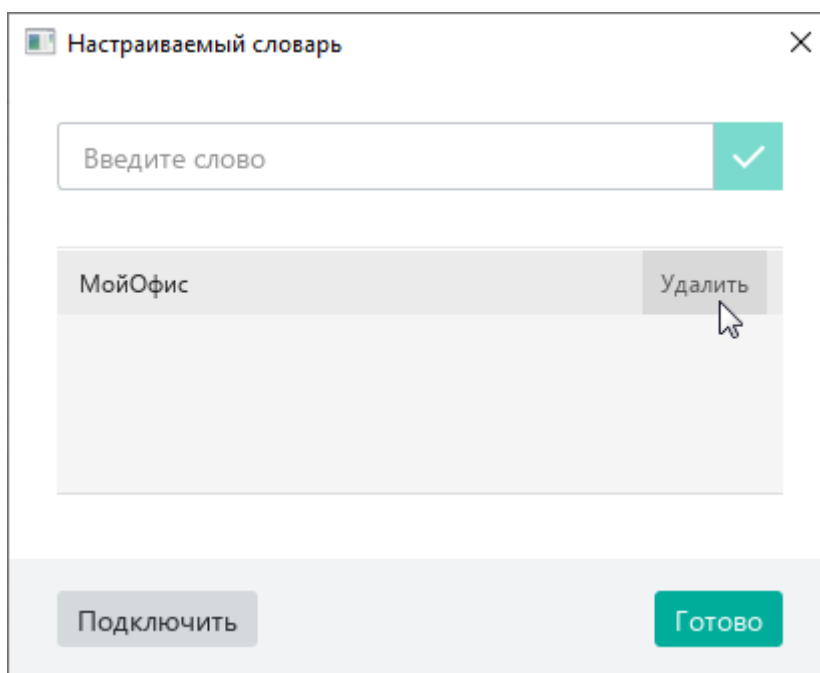 Настраиваемый словарь
Введите слово
МойОфис Удалить
Подключить Готово